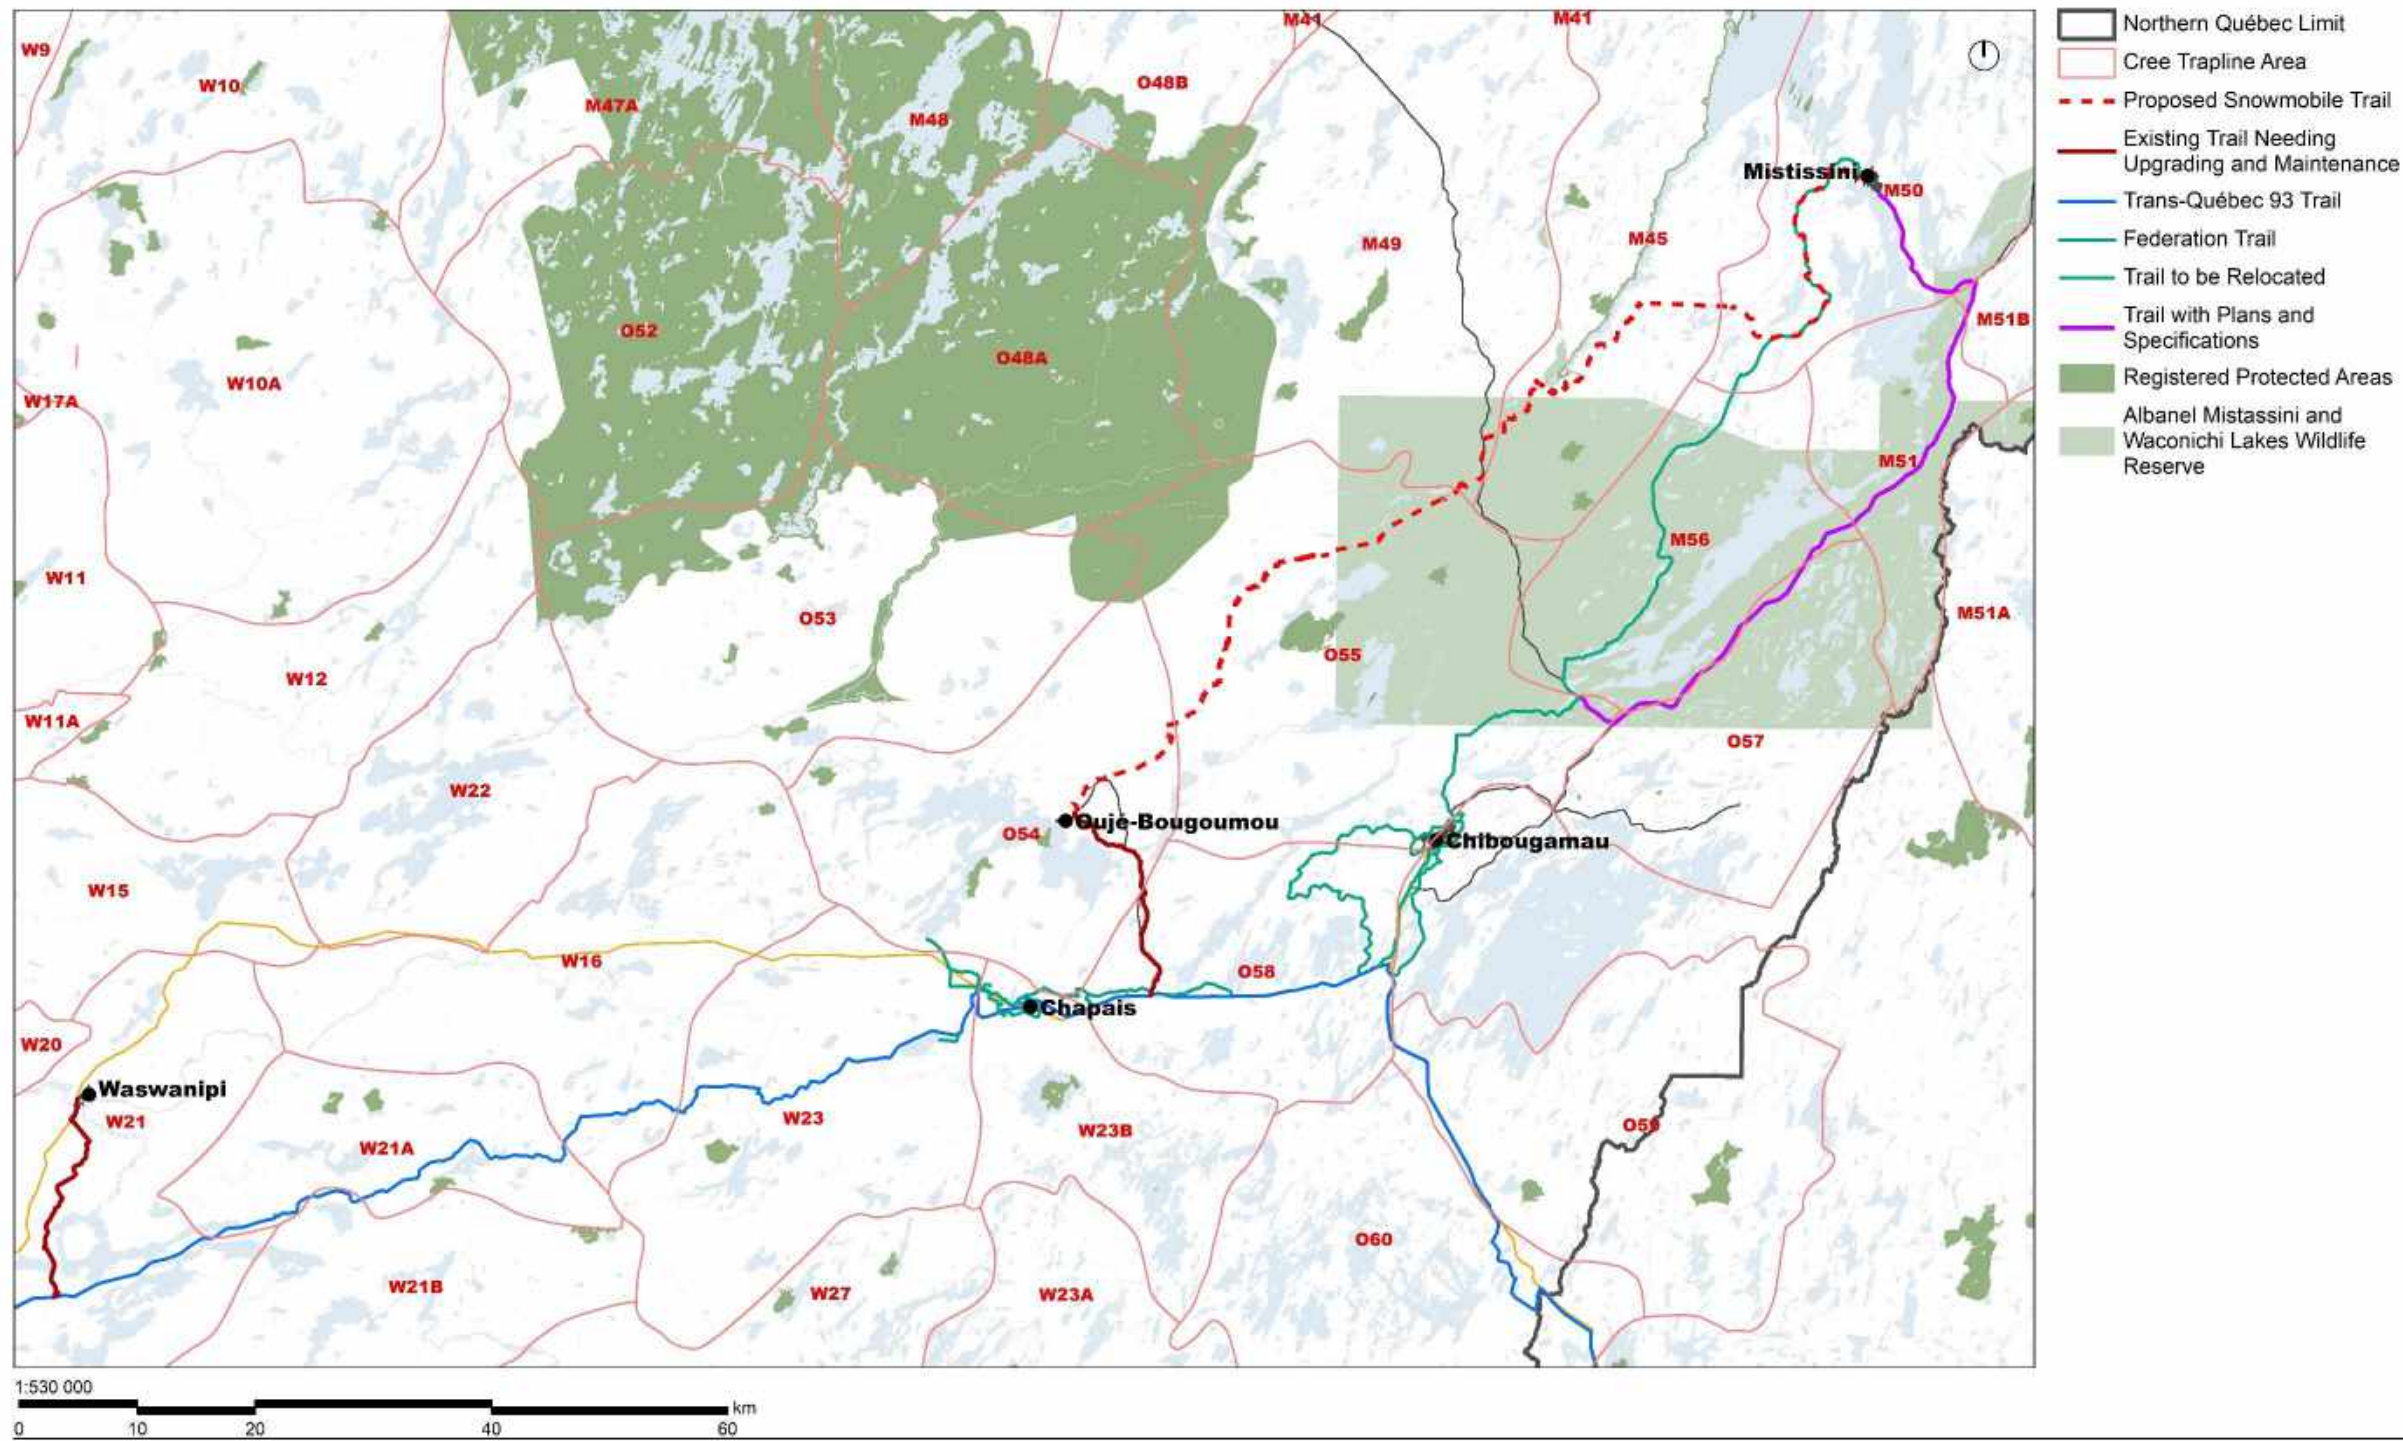 M41
M41
W9
W10
O48B
M47A
M48
Mistissini
M50
M49
M45
O52
O48A
M51B
W10A
W17A
M51
M56
W11
O53
M51A
O55
W12
W11A
O57
W22
O54
Oujé-Bougoumou
Chibougamau
W15
W16
O58
Chapais
W20
Waswanipi
W21
W23
W23B
O59
W21A
O60
W21B
W27
W23A
Northern Québec Limit
Cree Trapline Area
Proposed Snowmobile Trail
Existing Trail Needing
Upgrading and Maintenance
Trans-Québec 93 Trail
Federation Trail
Trail to be Relocated
Trail with Plans and
Specifications
Registered Protected Areas
Albanel Mistassini and
Waconichi Lakes Wildlife
Reserve
1:530 000
km
0 10 20 40 60